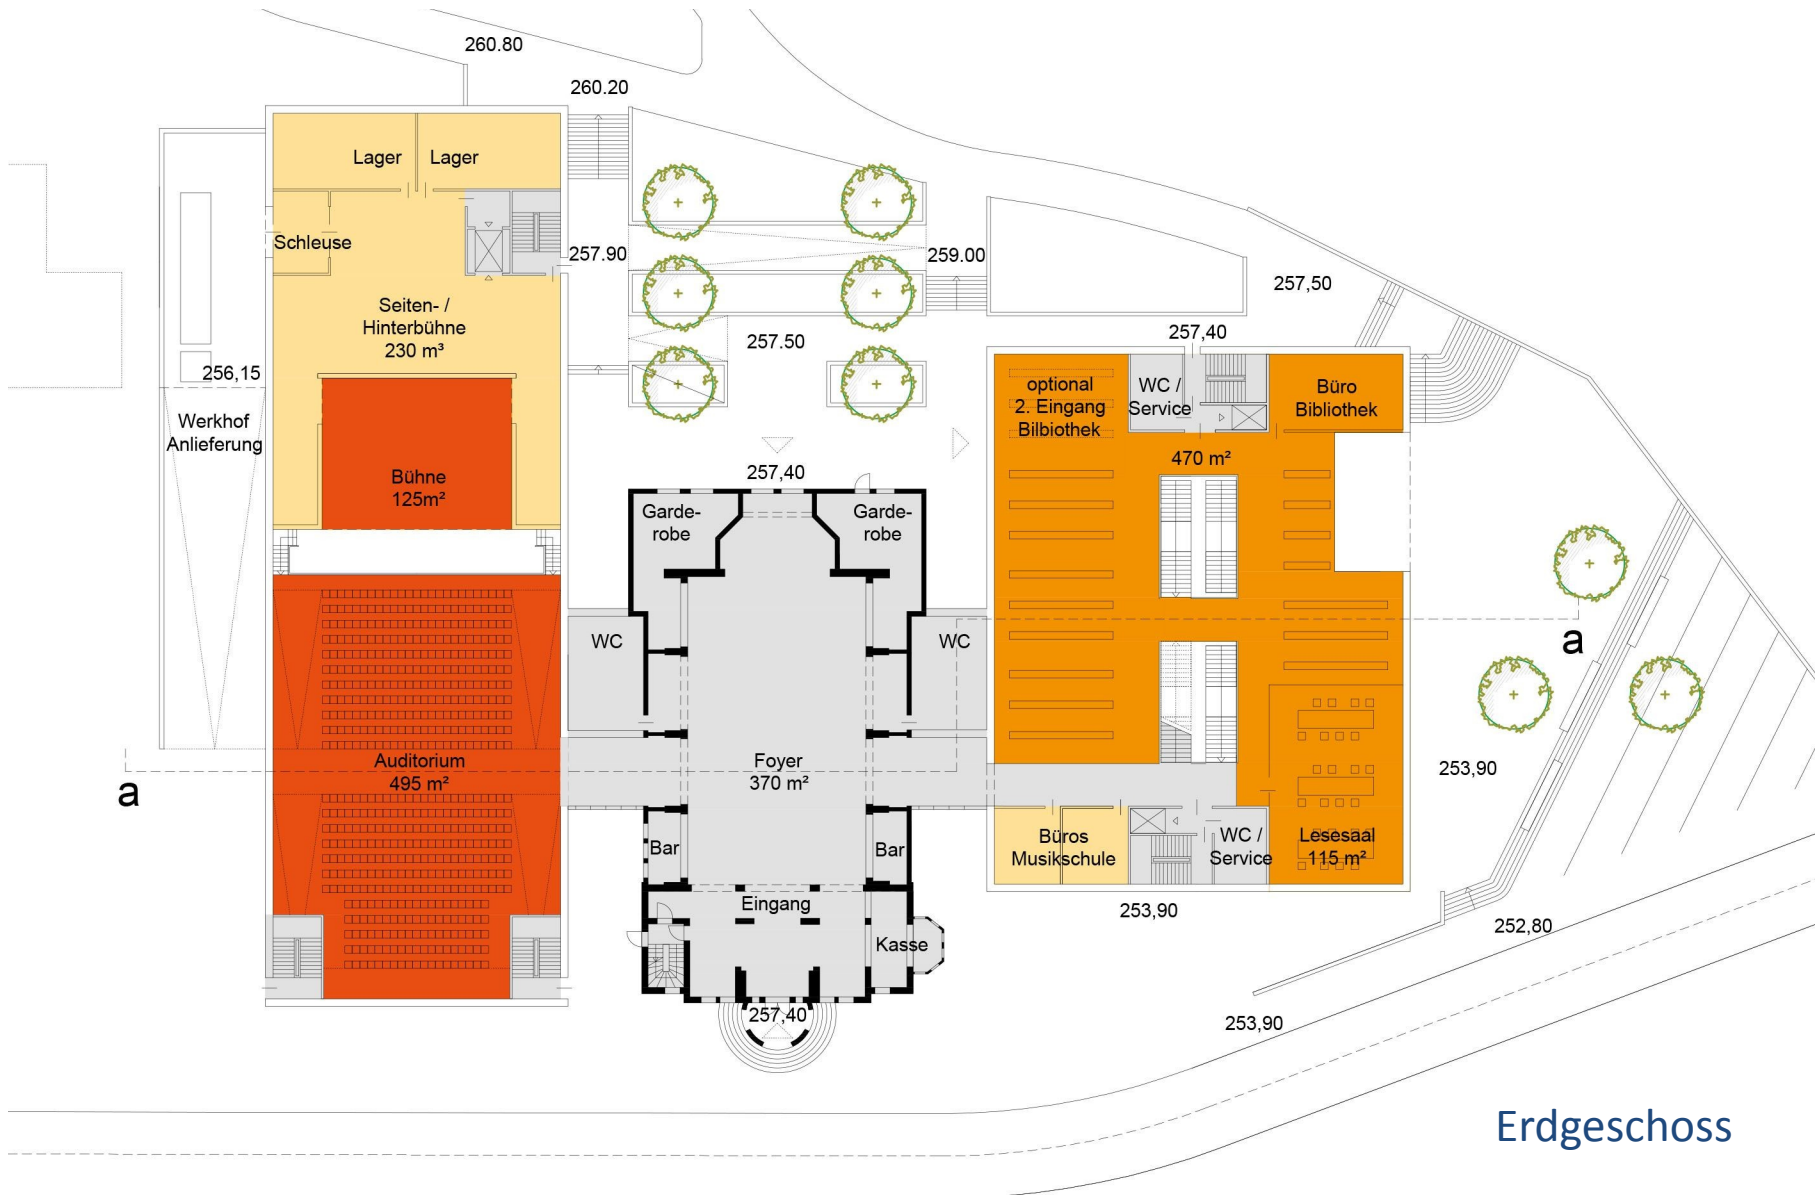 260.80
260.20
Lager
Lager
Schleuse
257.90
259.00
257,50
Seiten- /
Hinterbühne
230 m³
257.50
257,40
256,15
optional
2. Eingang
Bilbiothek
WC /
Service
Büro
Bibliothek
Werkhof
Anlieferung
470 m²
Bühne
125m²
257,40
Garde-
robe
Garde-
robe
WC
WC
a
Auditorium
495 m²
Foyer
370 m²
253,90
a
Bar
Bar
Büros
Musikschule
WC /
Service
Lesesaal
115 m²
Eingang
253,90
252,80
Kasse
257,40
253,90
Erdgeschoss